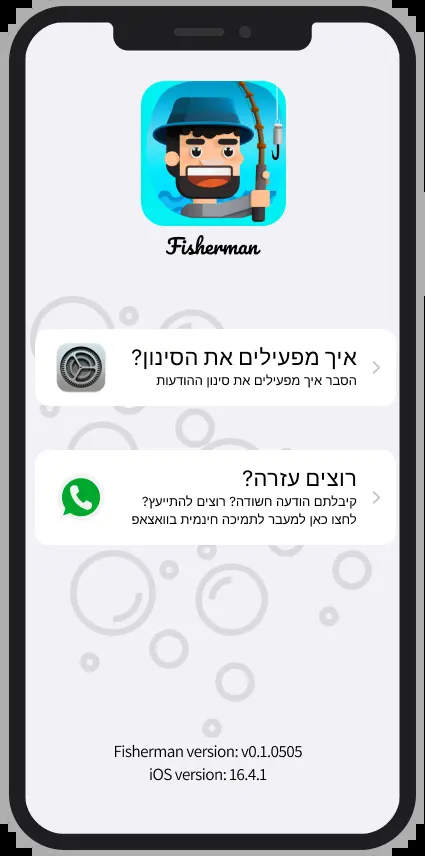 Fisherman
איך מפעילים את הסינון?
הסבר איך מפעילים את סינון ההודעות
רוצים עזרה?
קיבלתם הודעה חשודה? רוצים להתייעץ?
לחצו כאן למעבר לתמיכה חינמית בוואצאפ
Fisherman version: v0.1.0505
iOS version: 16.4.1